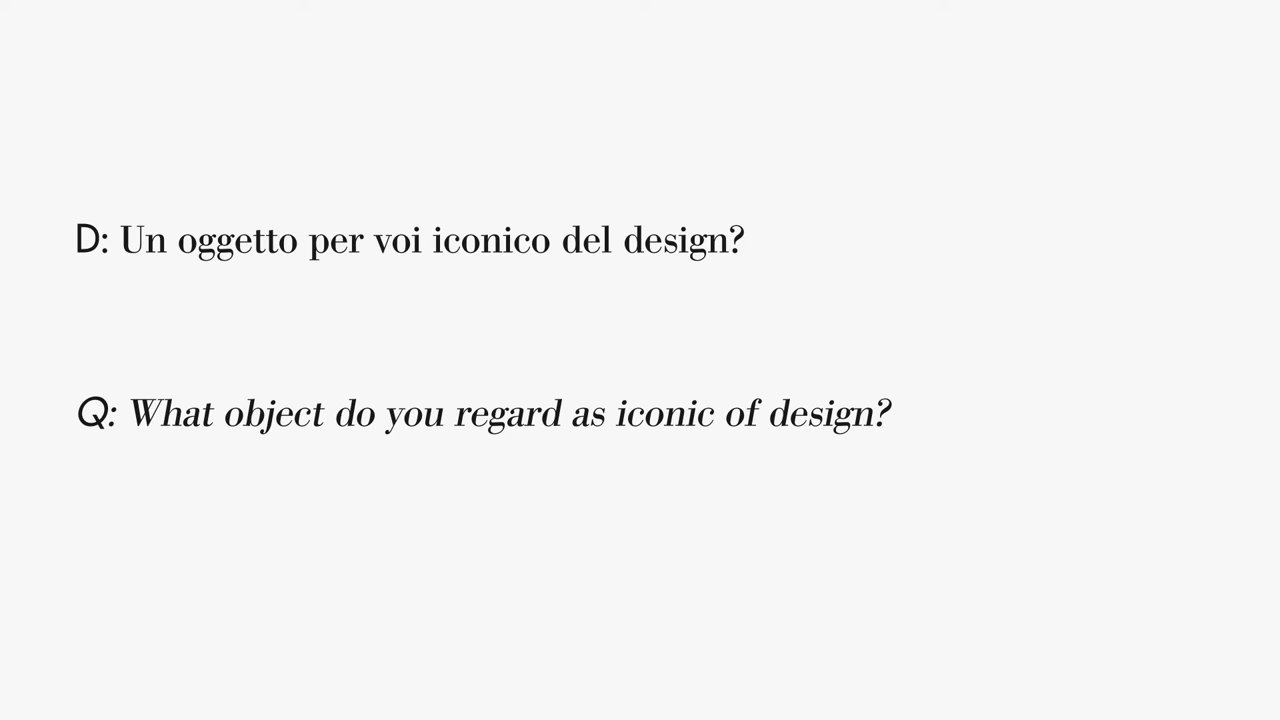 D: Un oggetto per voi iconico del design?
Q: What object do you regard as iconic of design?